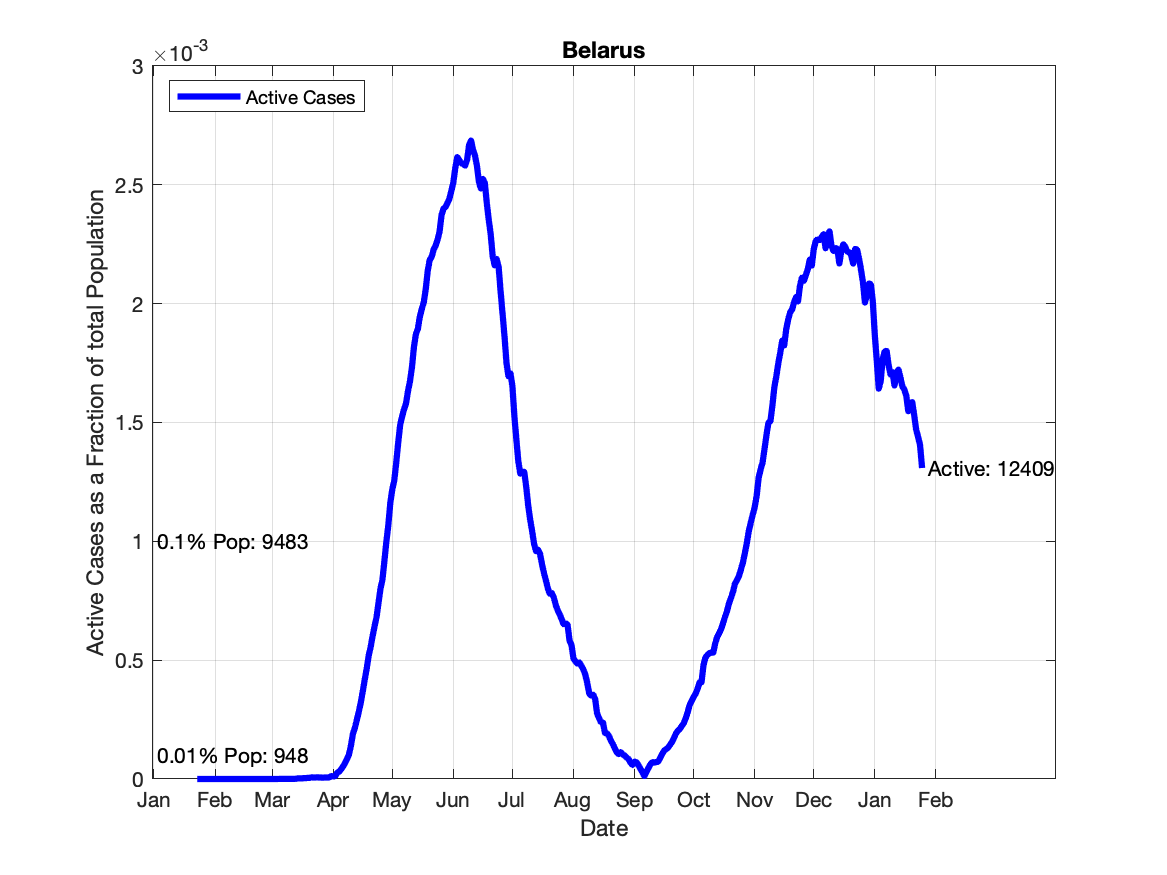 Belarus
×10-3
3
Active Cases
2.5
2
1.5
Active: 12409
1
0.1% Pop: 9483
0.5
0.01% Pop: 948
0
Active Cases as a Fraction of total Population
Jan Feb Mar Apr May Jun Jul Aug Sep Oct Nov Dec Jan Feb
Date